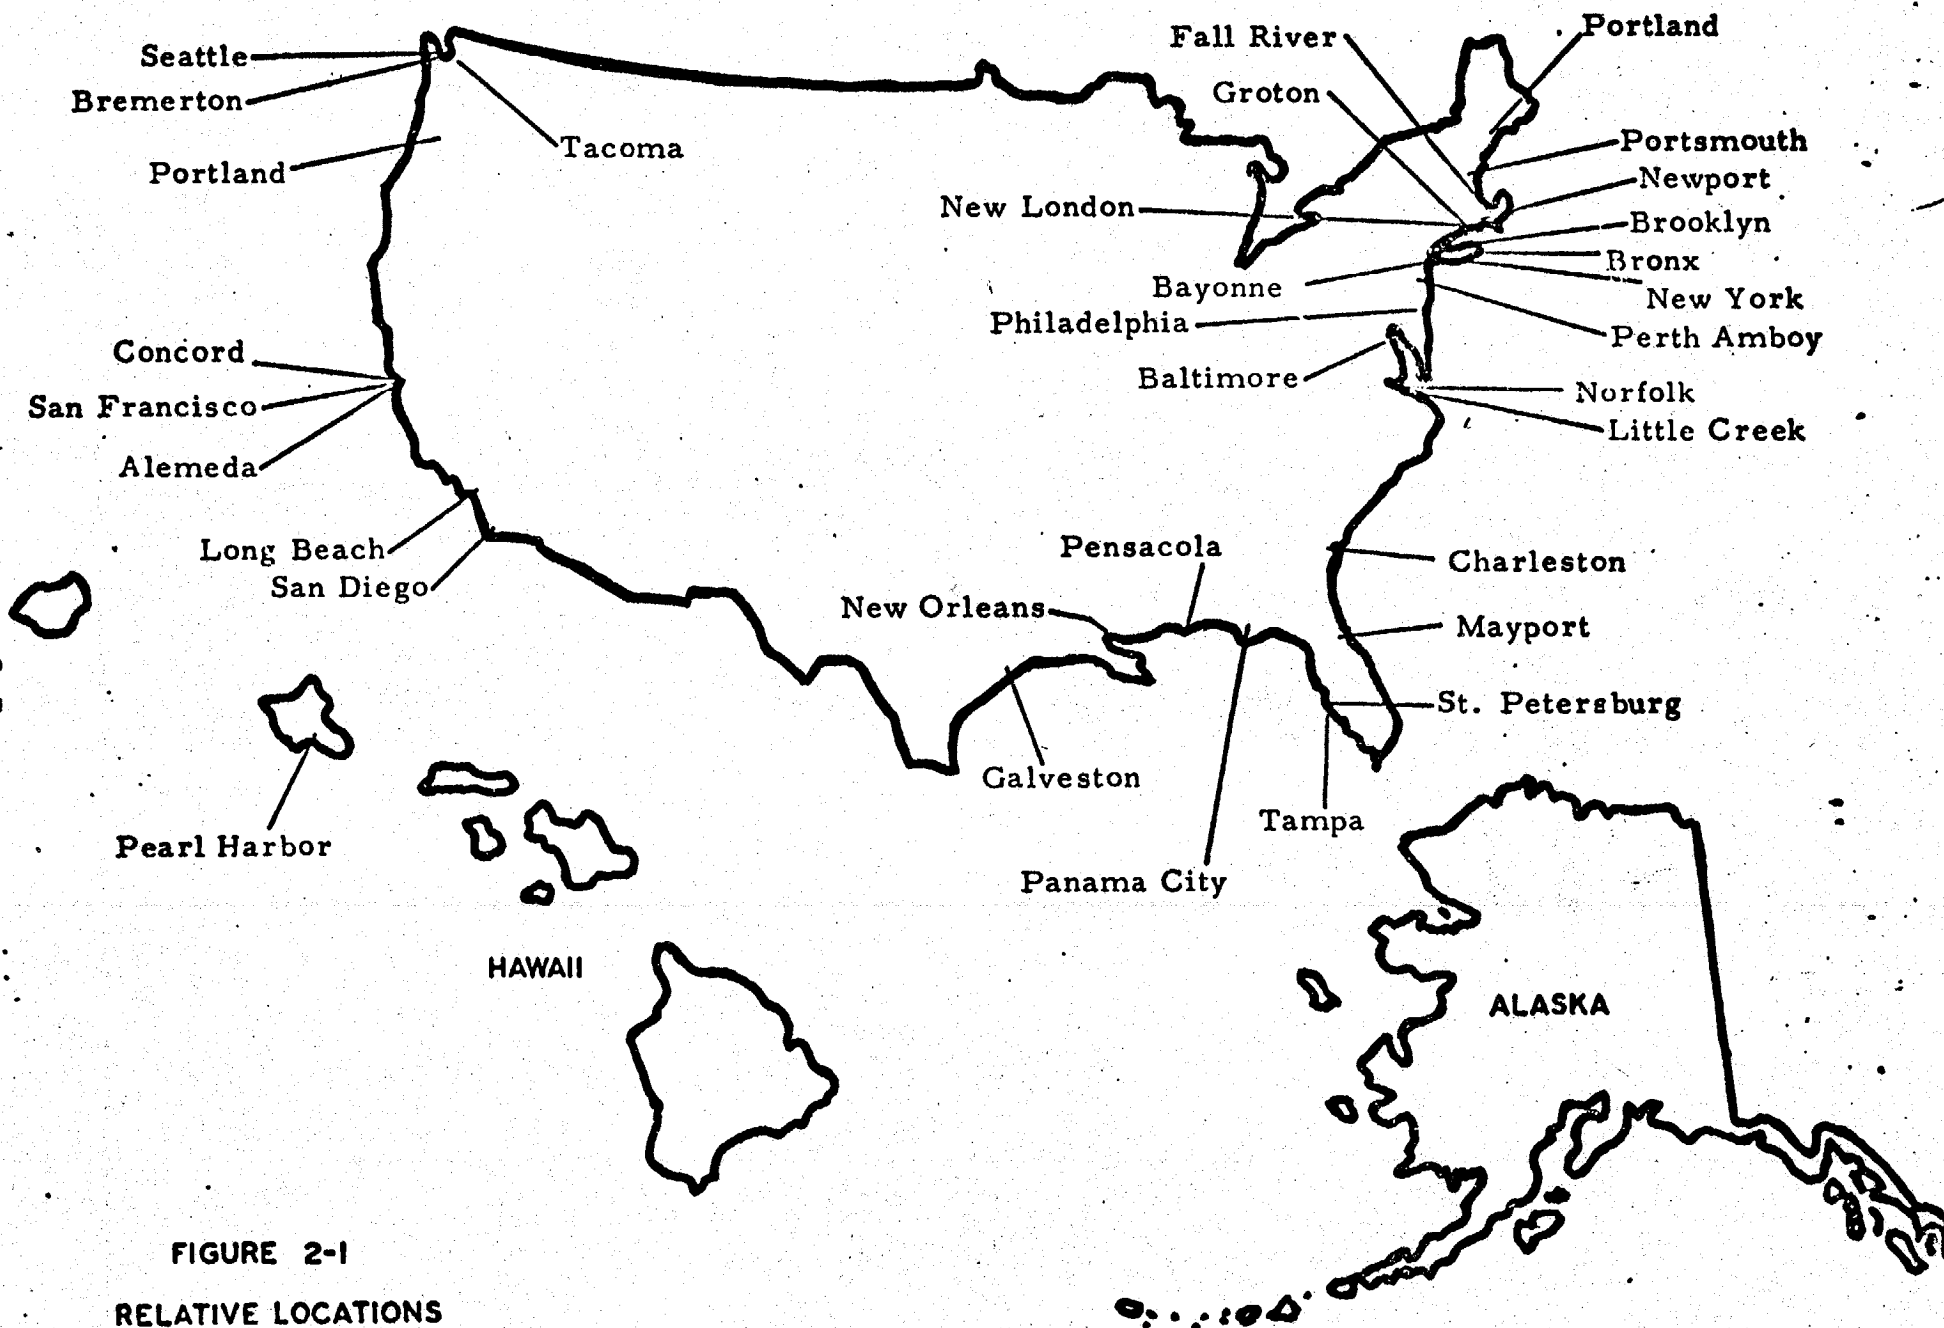 Seattle
Bremerton
Tacoma
Portland
Concord
San Francisco
Alemeda
Long Beach
San Diego
Fall River
Portland
Groton
Portsmouth
Newport
New London
Brooklyn
Bronx
Bayonne
New York
Philadelphia
Perth Amboy
Baltimore
Norfolk
Little Creek
Pensacola
Charleston
New Orleans
Mayport
St. Petersburg
Galveston
Tampa
Panama City
Pearl Harbor
HAWAII
ALASKA
FIGURE 2-1
RELATIVE LOCATIONS